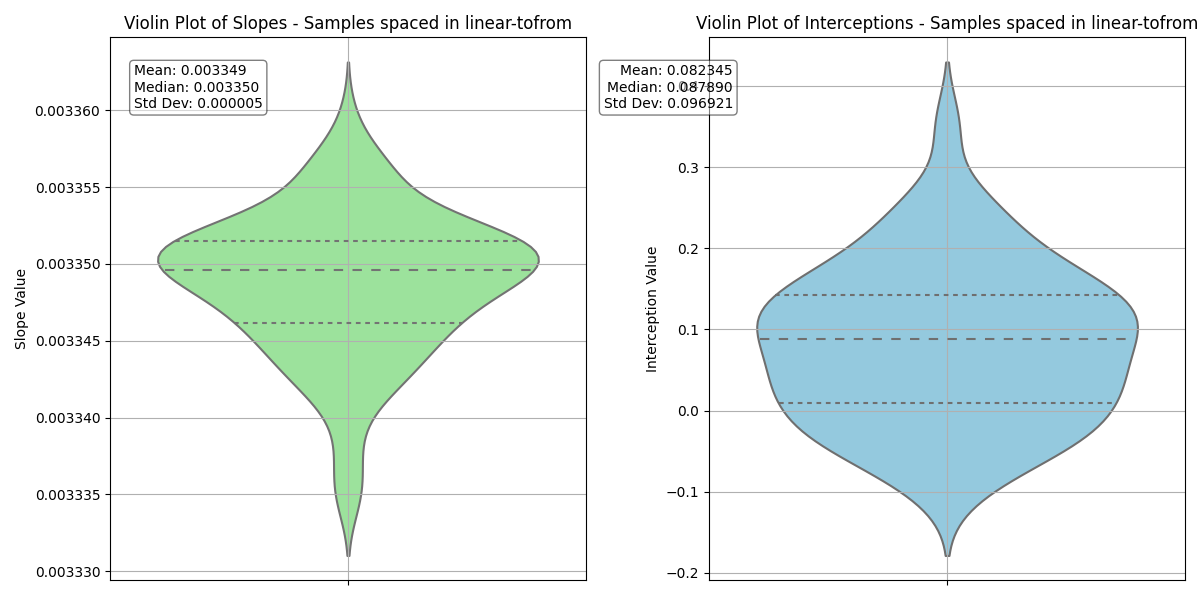 Violin Plot of Slopes - Samples spaced in linear-tofrom
Mean: 0.003349
Median: 0.003350
Std Dev: 0.000005
0.003360
0.003355
0.003350
0.003345
0.003340
0.003335
0.003330
Slope Value
Violin Plot of Interceptions - Samples spaced in linear-tofrom
Mean: 0.082345
Median: 0.087890
Std Dev: 0.096921
0.3
0.2
0.1
0.0
−0.1
−0.2
Interception Value